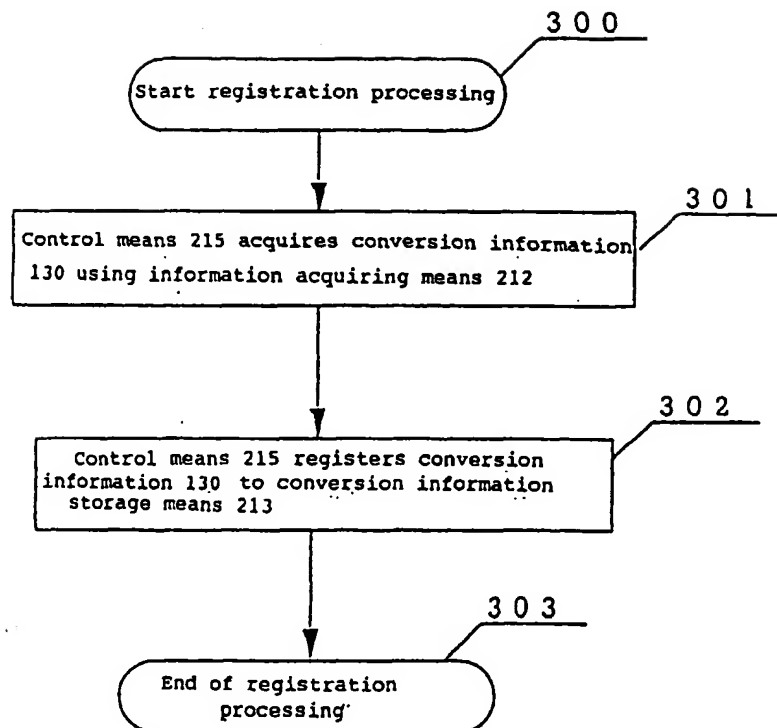 300
Start registration processing
301
Control means 215 acquires conversion information
130 using information acquiring means 212
302
Control means 215 registers conversion
information 130 to conversion information
storage means 213
303
End of registration
processing